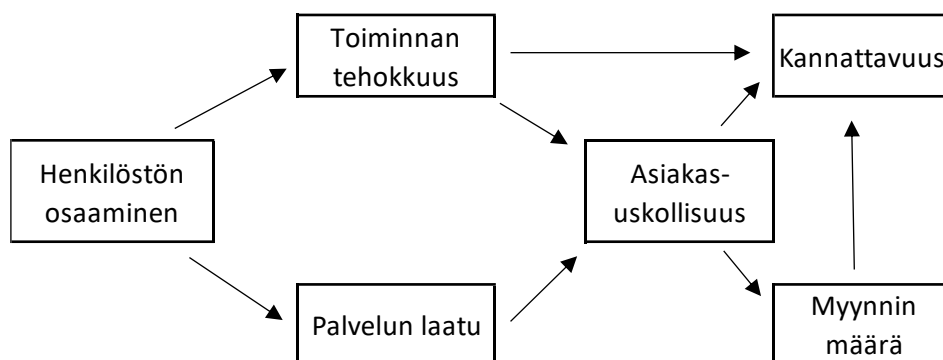 Toiminnan
tehokkuus
Kannattavuus
Henkilöstön
osaaminen
Asiakas-
uskollisuus
Palvelun laatu
Myynnin
määrä